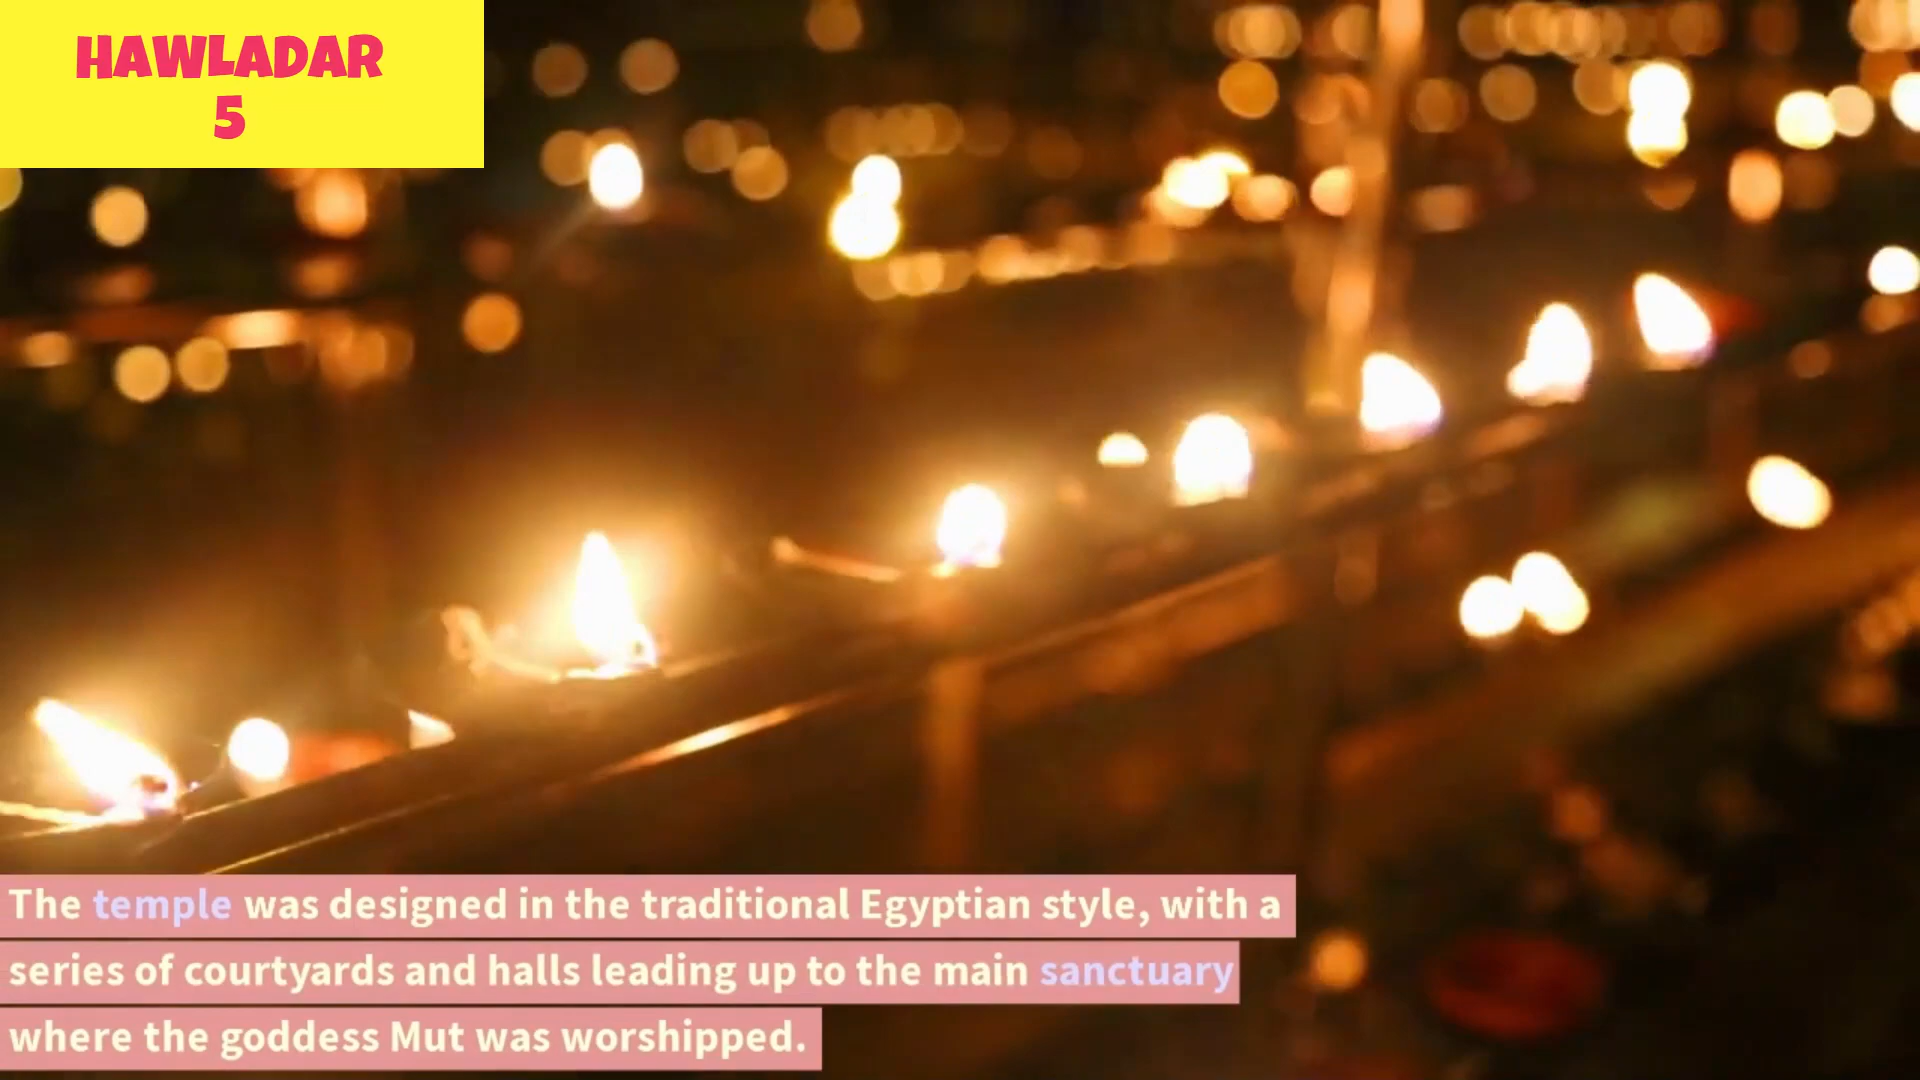 HAWLADAR
5
The temple was designed in the traditional Egyptian style, with a
series of courtyards and halls leading up to the main sanctuary
where the goddess Mut was worshipped.